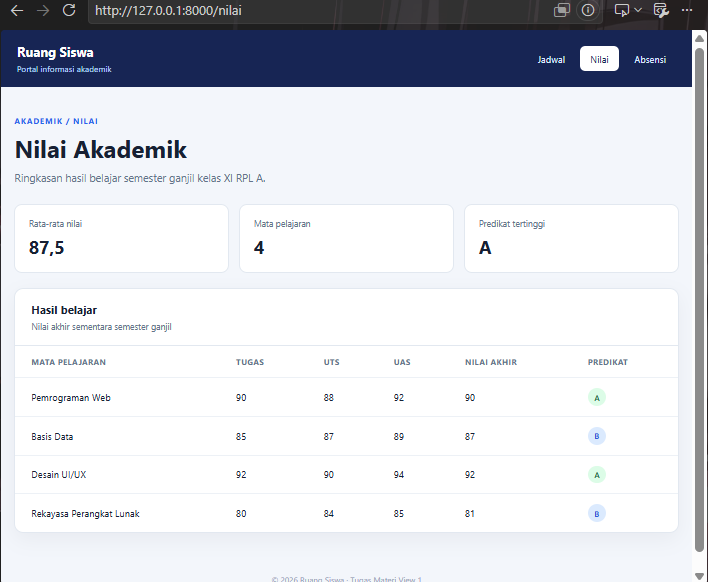 http://127.0.0.1:8000/nilai
Ruang Siswa
Portal informasi akademik
Jadwal Nilai Absensi
AKADEMIK / NILAI
Nilai Akademik
Ringkasan hasil belajar semester ganjil kelas XI RPL A.
Rata-rata nilai
87,5
Mata pelajaran
4
Predikat tertinggi
A
Hasil belajar
Nilai akhir sementara semester ganjil
MATA PELAJARAN TUGAS UTS UAS NILAI AKHIR PREDIKAT
Pemrograman Web 90 88 92 90 A
Basis Data 85 87 89 87 B
Desain UI/UX 92 90 94 92 A
Rekayasa Perangkat Lunak 80 84 85 81 B
© 2026 Ruang Siswa · Tugas Materi View 1